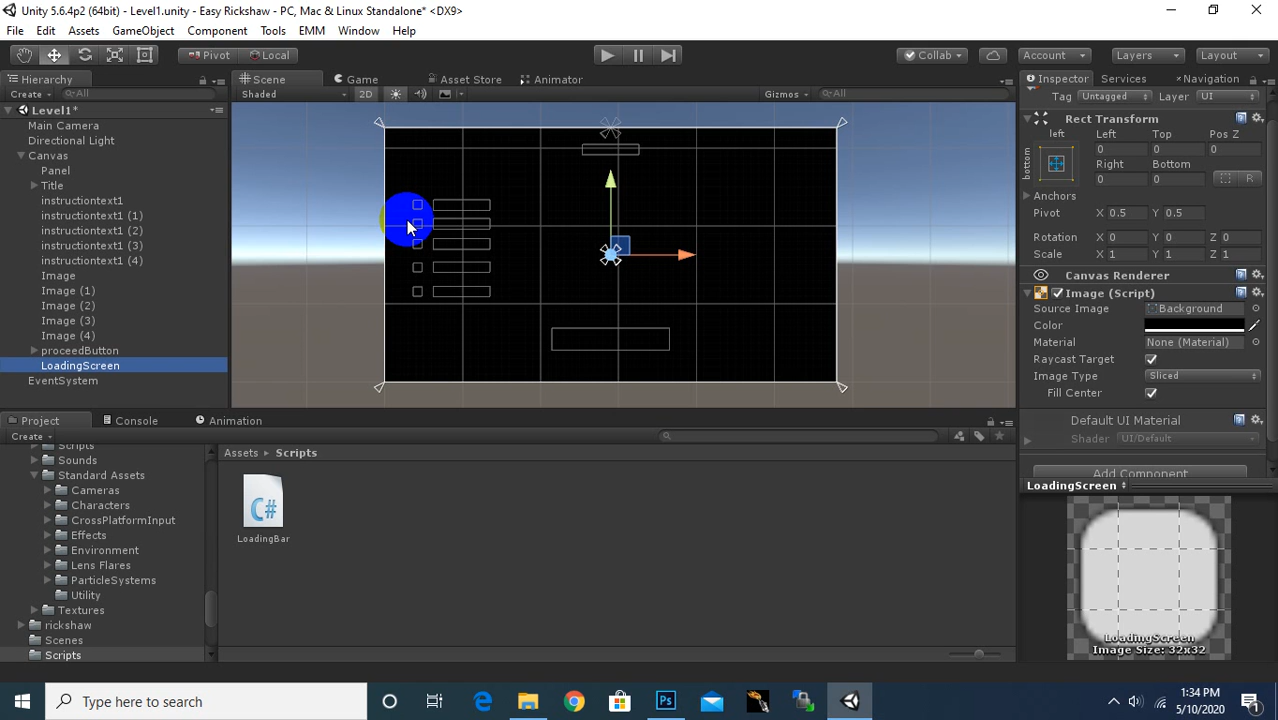 Unity 5.6.4p2 (64bit) - Level1.unity - Easy Rickshaw - PC, Mac & Linux Standalone* <DX9>
File Edit Assets GameObject Component Tools EMM Window Help
Pivot Local Collab Account Layers Layout
Hierarchy Scene Game Asset Store Animator Inspector Services Navigation
Create All Shaded 2D Gizmos All
Tag Untagged Layer UI
Level1*
Main Camera
Directional Light
Canvas
Panel
Title
instructiontext1
instructiontext1 (1)
instructiontext1 (2)
instructiontext1 (3)
instructiontext1 (4)
Image
Image (1)
Image (2)
Image (3)
Image (4)
proceedButton
LoadingScreen
EventSystem
Rect Transform
left Left Top Pos Z
bottom 0 0 0
Right Bottom
0 0 R
Anchors
Pivot X 0.5 Y 0.5
Rotation X 0 Y 0 Z 0
Scale X 1 Y 1 Z 1
Canvas Renderer
Image (Script)
Source Image Background
Color
Material None (Material)
Raycast Target
Image Type Sliced
Fill Center
Default UI Material
Shader UI/Default
Add Component
LoadingScreen
LoadingScreen
Image Size: 32x32
Project Console Animation
Create
Scripts
Sounds
Standard Assets
Cameras
Characters
CrossPlatformInput
Effects
Environment
Lens Flares
ParticleSystems
Utility
Textures
rickshaw
Scenes
Scripts
Assets Scripts
C#
LoadingBar
Type here to search
Ps
1:34 PM
5/10/2020
1